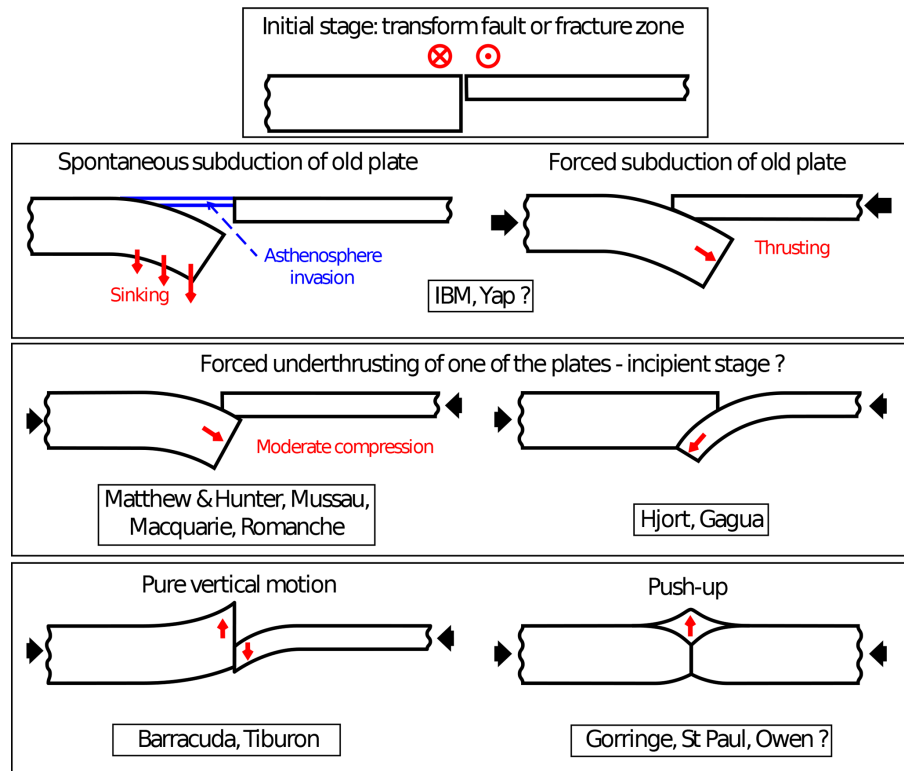 Initial stage: transform fault or fracture zone
Spontaneous subduction of old plate
Forced subduction of old plate
Asthenosphere
invasion
Sinking
Thrusting
IBM, Yap ?
Forced underthrusting of one of the plates - incipient stage ?
Moderate compression
Matthew & Hunter, Mussau,
Macquarie, Romanche
Hjort, Gagua
Pure vertical motion
Push-up
Barracuda, Tiburon
Gorringe, St Paul, Owen ?